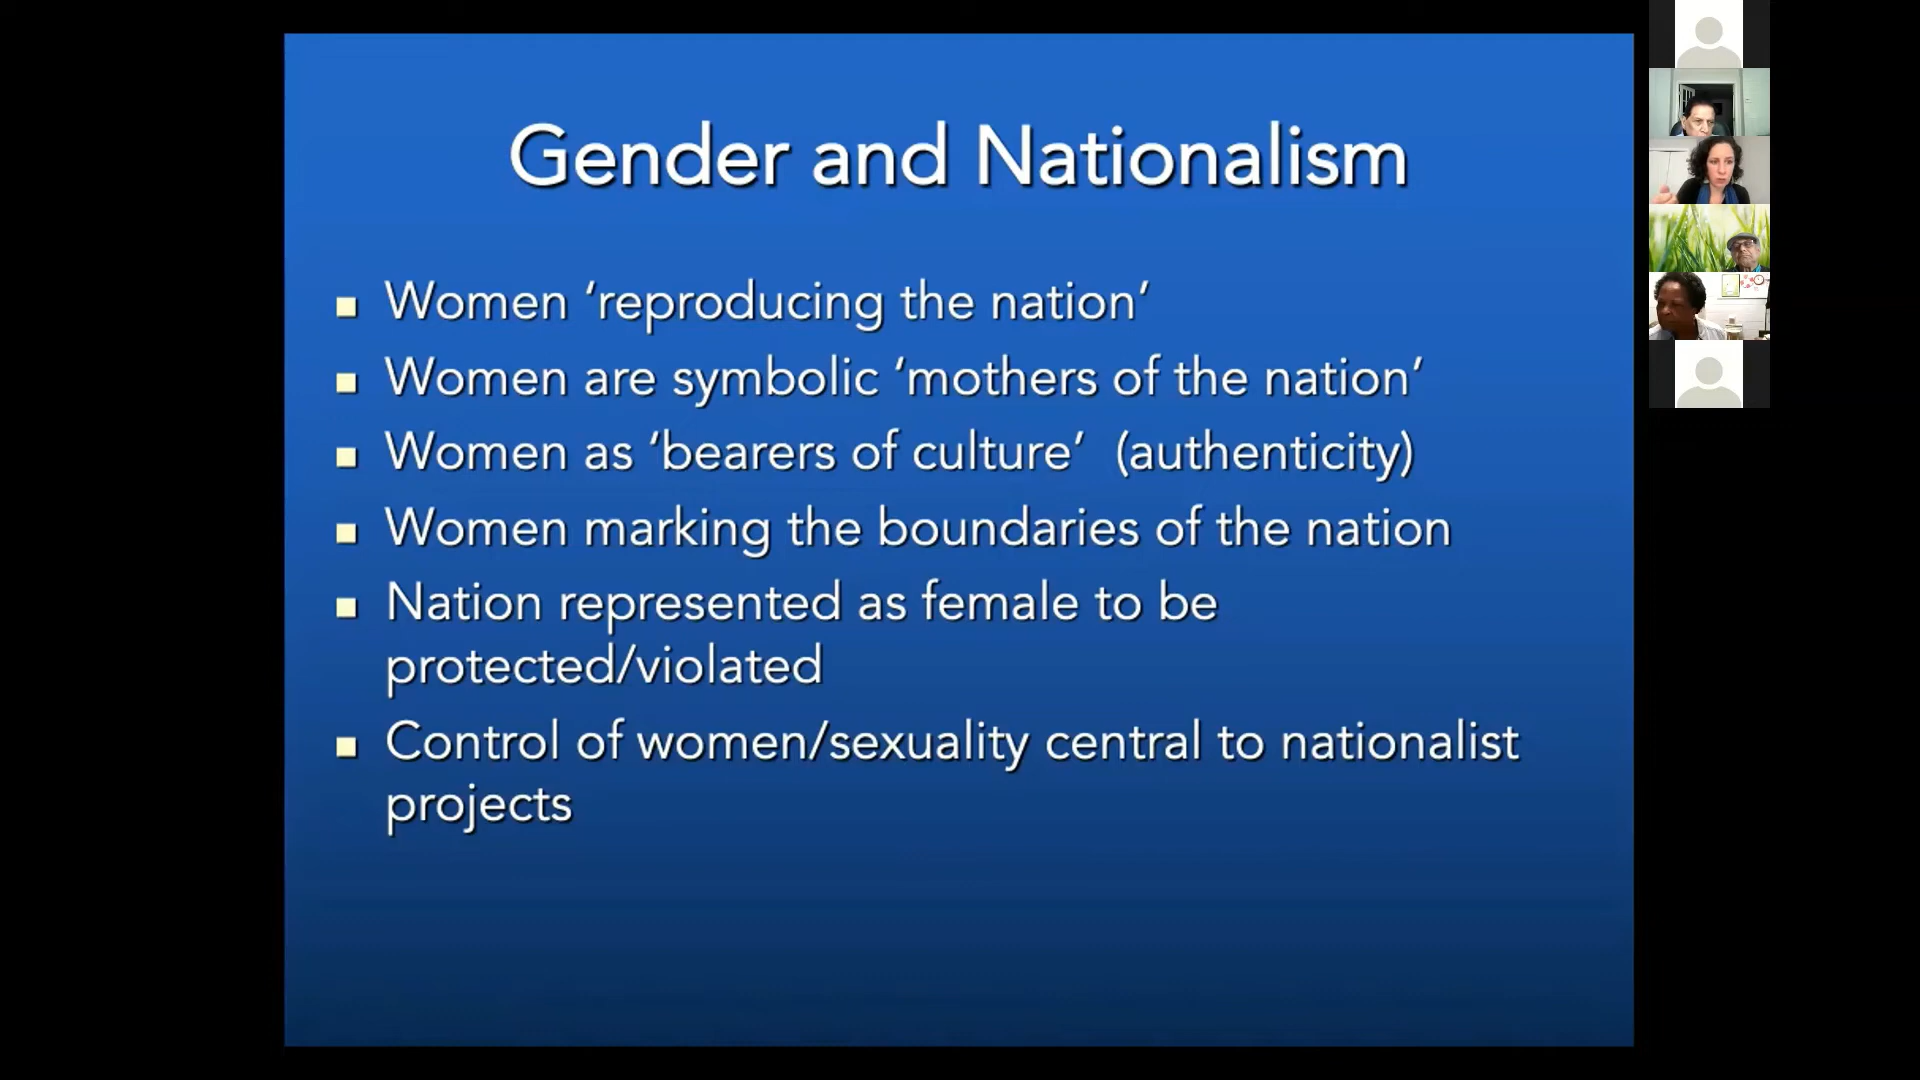 Gender and Nationalism
Women ‘reproducing the nation’
Women are symbolic ‘mothers of the nation’
Women as ‘bearers of culture’  (authenticity)
Women marking the boundaries of the nation
Nation represented as female to be
protected/violated
Control of women/sexuality central to nationalist
projects